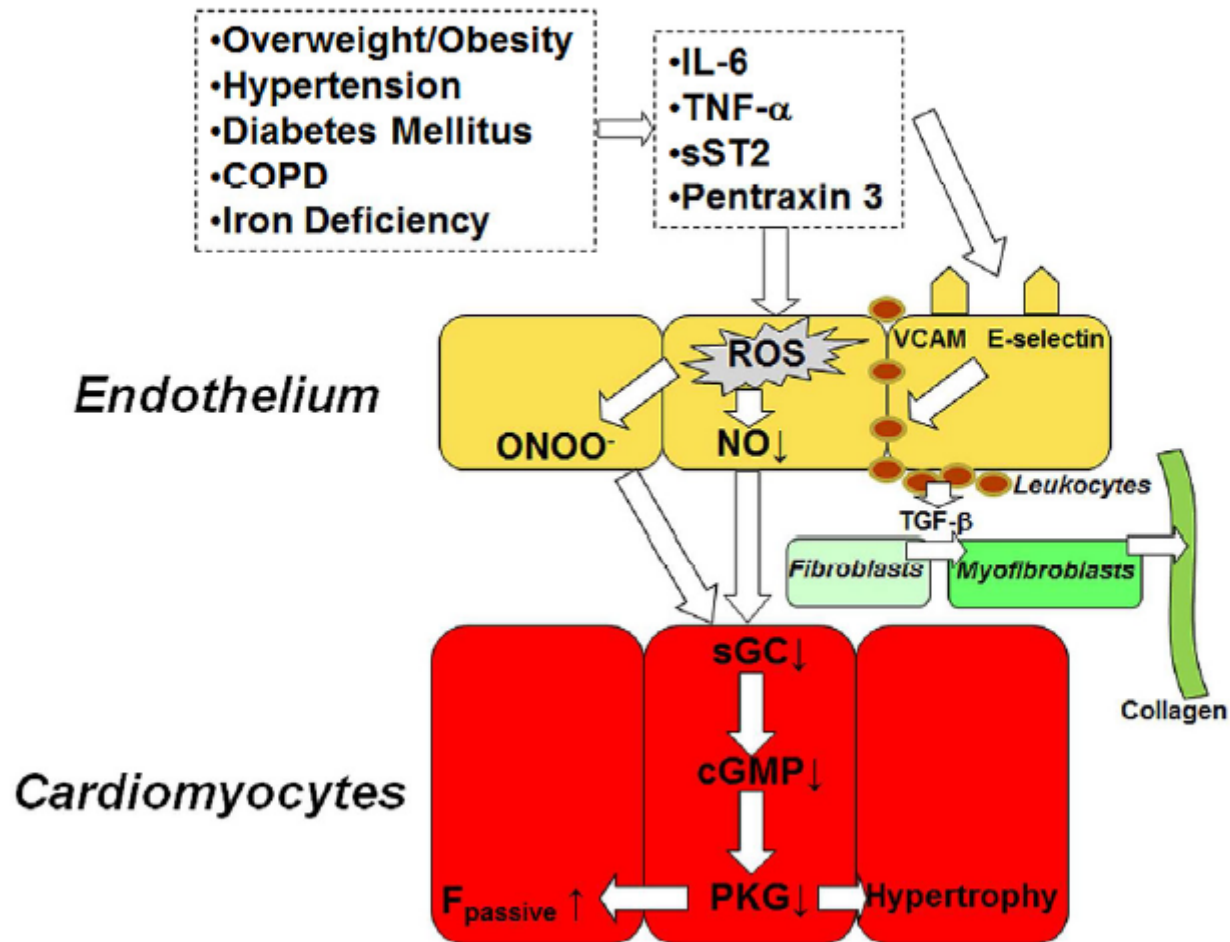 •Overweight/Obesity
•Hypertension
•Diabetes Mellitus
•COPD
•Iron Deficiency
•IL-6
•TNF-α
•sST2
•Pentraxin 3
Endothelium
ROS
VCAM E-selectin
ONOO⁻
NO↓
Leukocytes
TGF-β
Fibroblasts
Myofibroblasts
Collagen
Cardiomyocytes
sGC↓
cGMP↓
Fpassive ↑
PKG↓
Hypertrophy